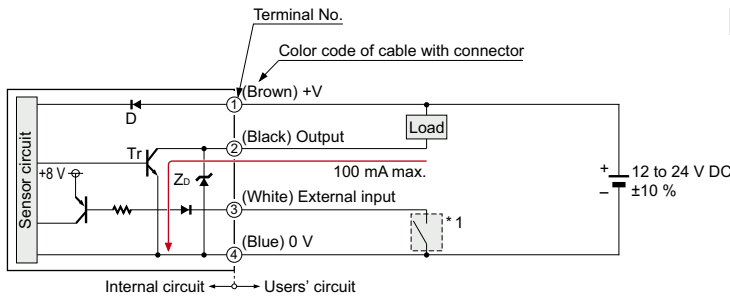 Terminal No.
Color code of cable with connector
(Brown) +V
1
D
(Black) Output
2
Load
Tr
+8 V
ZD
100 mA max.
+
−
12 to 24 V DC
±10 %
Sensor circuit
(White) External input
3
* 1
(Blue) 0 V
4
Internal circuit
Users' circuit